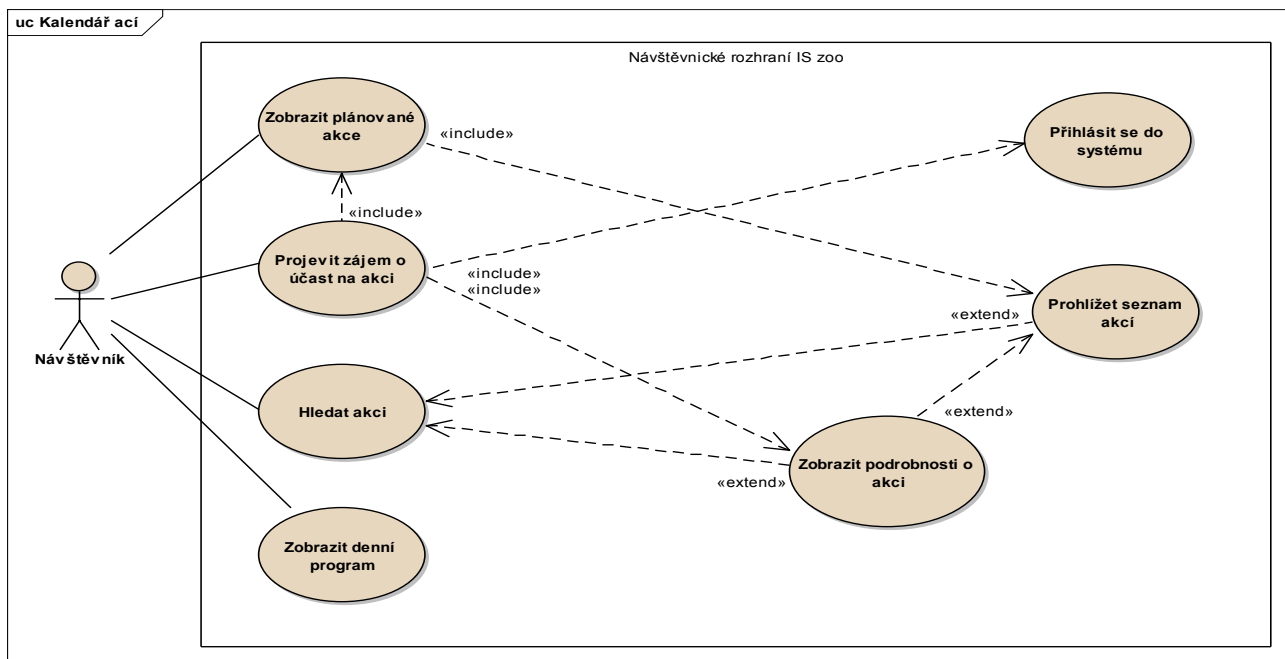 uc Kalendář ací
Návštěvnické rozhraní IS zoo
Zobrazit plánované
akce
«include»
Přihlásit se do
systému
«include»
Projevit zájem o
účast na akci
«include»
«include»
Prohlížet seznam
akcí
«extend»
Návštěvník
Hledat akci
«extend»
Zobrazit podrobnosti o
akci
«extend»
Zobrazit denní
program